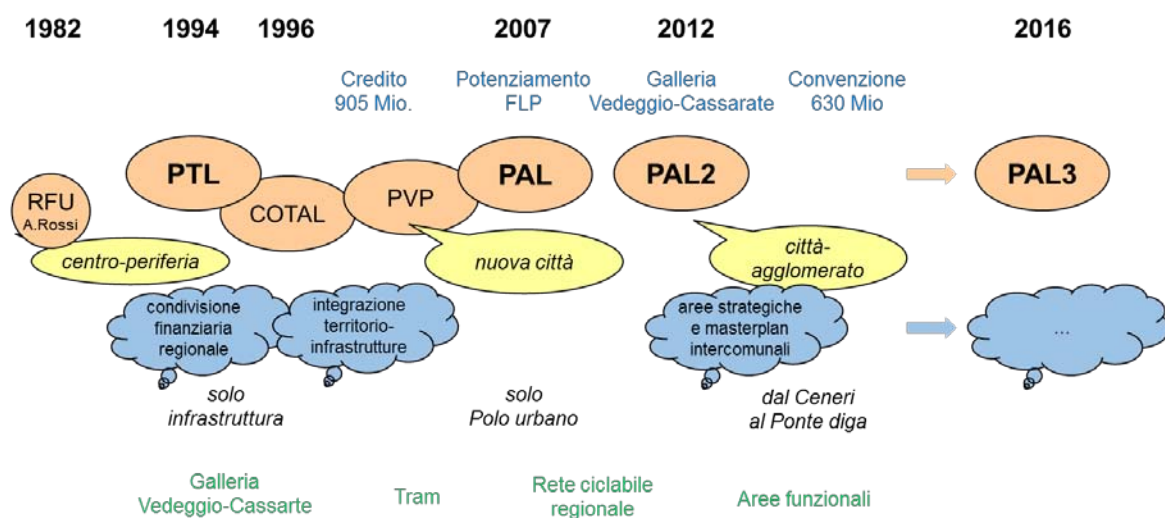 1982
1994
1996
2007
2012
2016
Credito
905 Mio.
Potenziamento
FLP
Galleria
Vedeggio-Cassarate
Convenzione
630 Mio
RFU
A.Rossi
PTL
COTAL
PVP
PAL
PAL2
PAL3
centro-periferia
nuova città
città-
agglomerato
condivisione
finanziaria
regionale
integrazione
territorio-
infrastrutture
aree strategiche
e masterplan
intercomunali
...
solo
infrastruttura
solo
Polo urbano
dal Ceneri
al Ponte diga
Galleria
Vedeggio-Cassarte
Tram
Rete ciclabile
regionale
Aree funzionali